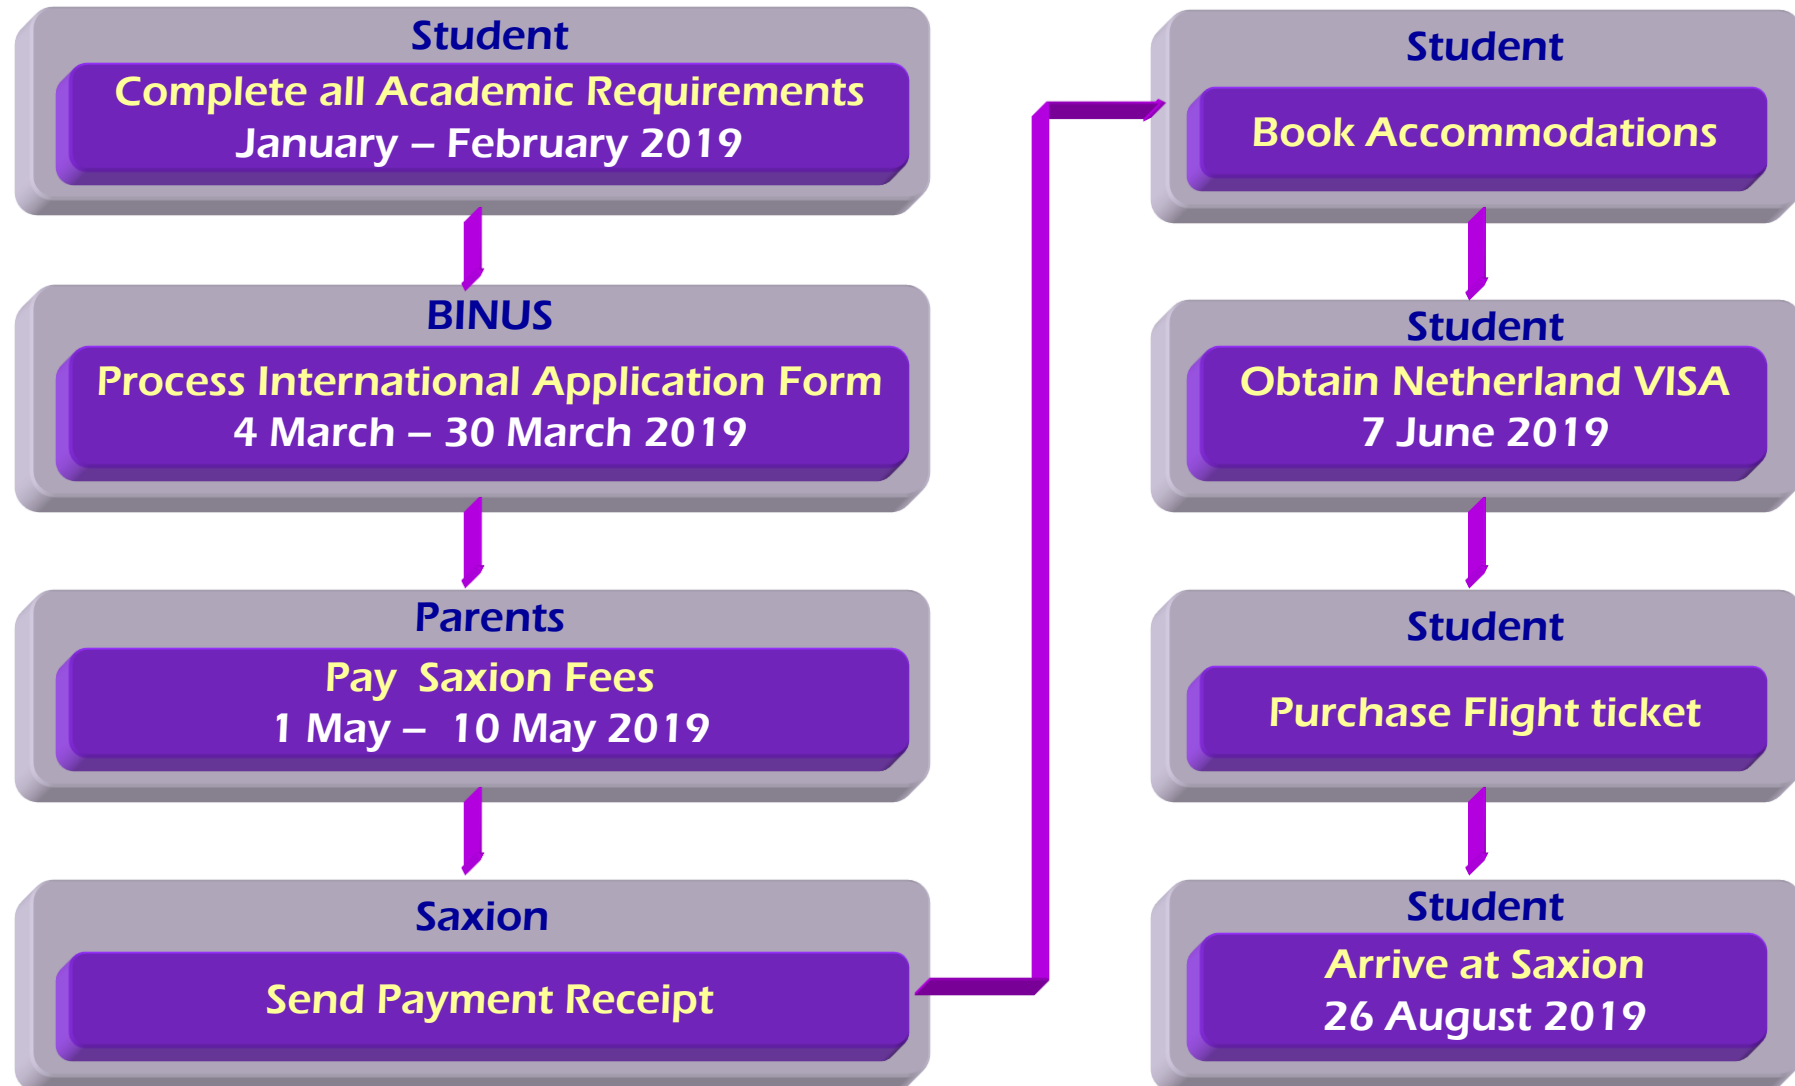 Student
Complete all Academic Requirements
January – February 2019
BINUS
Process International Application Form
4 March – 30 March 2019
Parents
Pay Saxion Fees
1 May – 10 May 2019
Saxion
Send Payment Receipt
Student
Book Accommodations
Student
Obtain Netherland VISA
7 June 2019
Student
Purchase Flight ticket
Student
Arrive at Saxion
26 August 2019